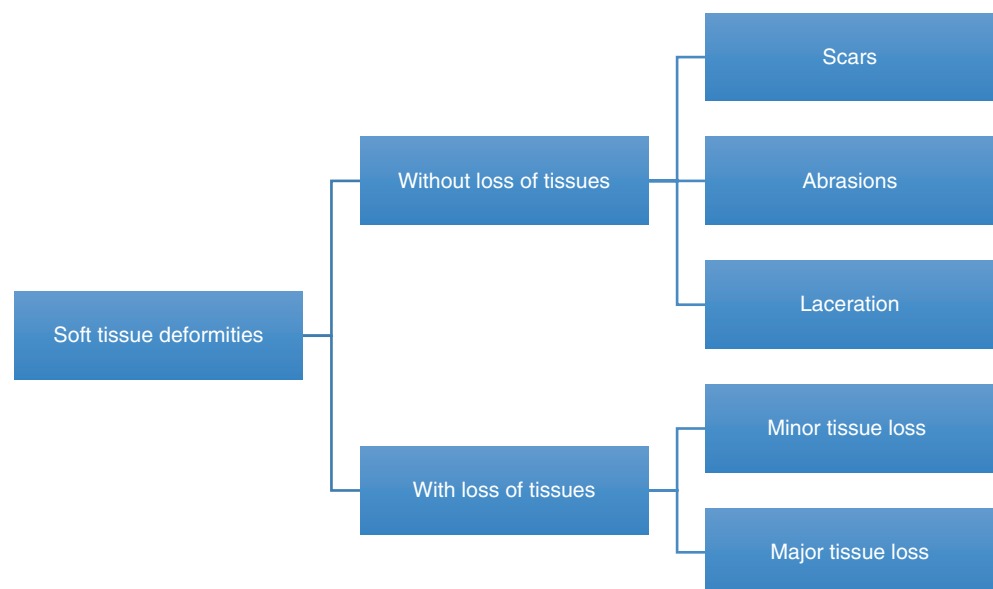 Soft tissue deformities
Without loss of tissues
Scars
Abrasions
Laceration
With loss of tissues
Minor tissue loss
Major tissue loss